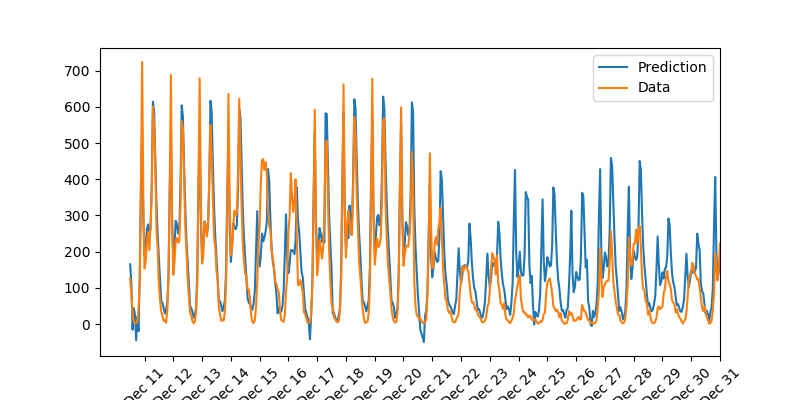 Prediction
Data
700
600
500
400
300
200
100
0
Dec 11
Dec 12
Dec 13
Dec 14
Dec 15
Dec 16
Dec 17
Dec 18
Dec 19
Dec 20
Dec 21
Dec 22
Dec 23
Dec 24
Dec 25
Dec 26
Dec 27
Dec 28
Dec 29
Dec 30
Dec 31